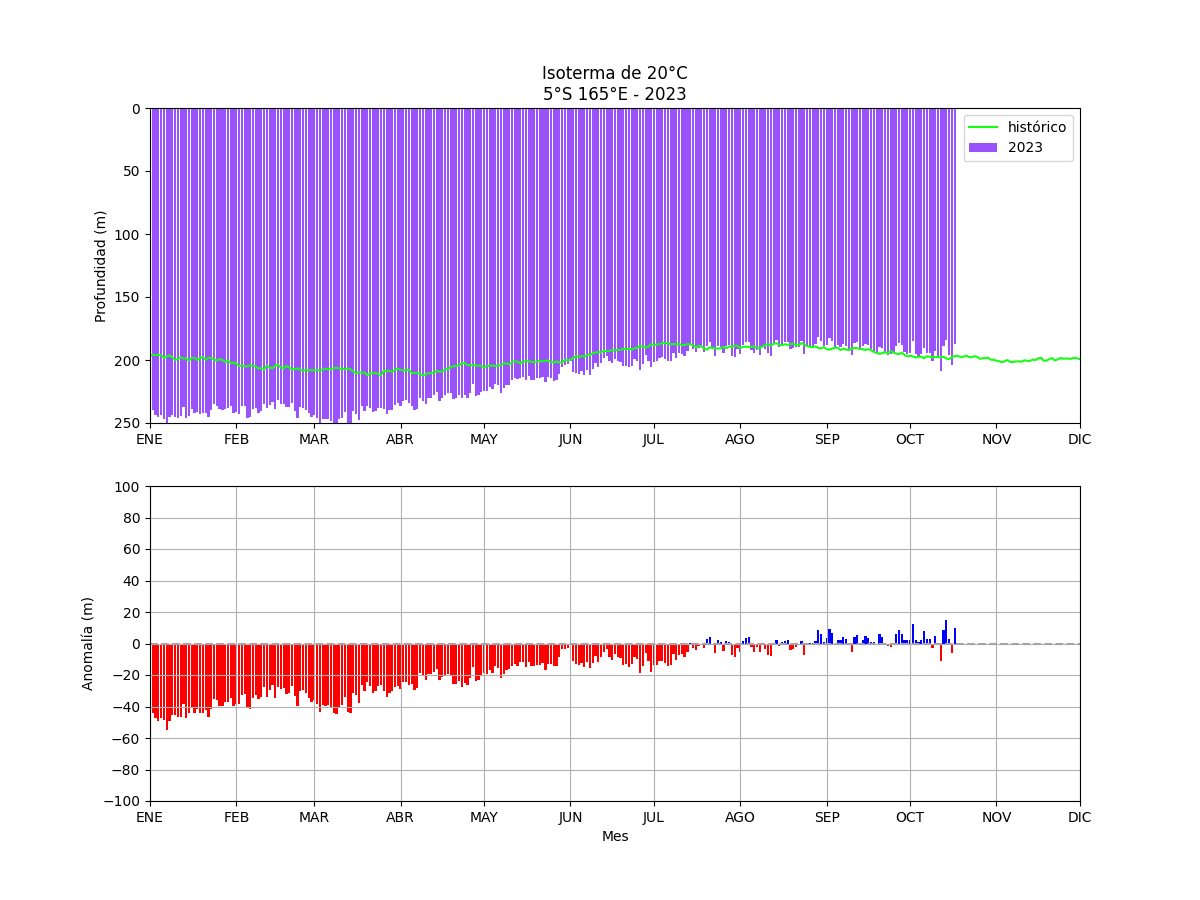 Isoterma de 20°C
5°S 165°E - 2023
histórico
2023
Profundidad (m)
0
50
100
150
200
250
ENE FEB MAR ABR MAY JUN JUL AGO SEP OCT NOV DIC
Anomalía (m)
100
80
60
40
20
0
−20
−40
−60
−80
−100
ENE FEB MAR ABR MAY JUN JUL AGO SEP OCT NOV DIC
Mes